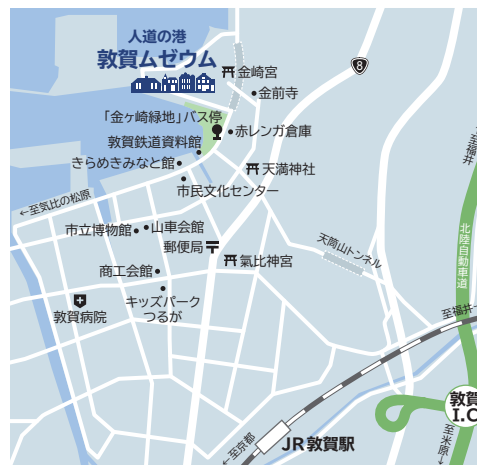 人道の港
敦賀ムゼウム
金崎宮
8
金前寺
「金ヶ崎緑地」バス停
赤レンガ倉庫
敦賀鉄道資料館
きらめきみなと館
天満神社
市民文化センター
←至気比の松原
至福井→
市立博物館
山車会館
郵便局
天筒山トンネル
北陸自動車道
氣比神宮
商工会館
キッズパーク
つるが
敦賀病院
至福井→
敦賀
I.C
JR敦賀駅
←至京都
至米原→